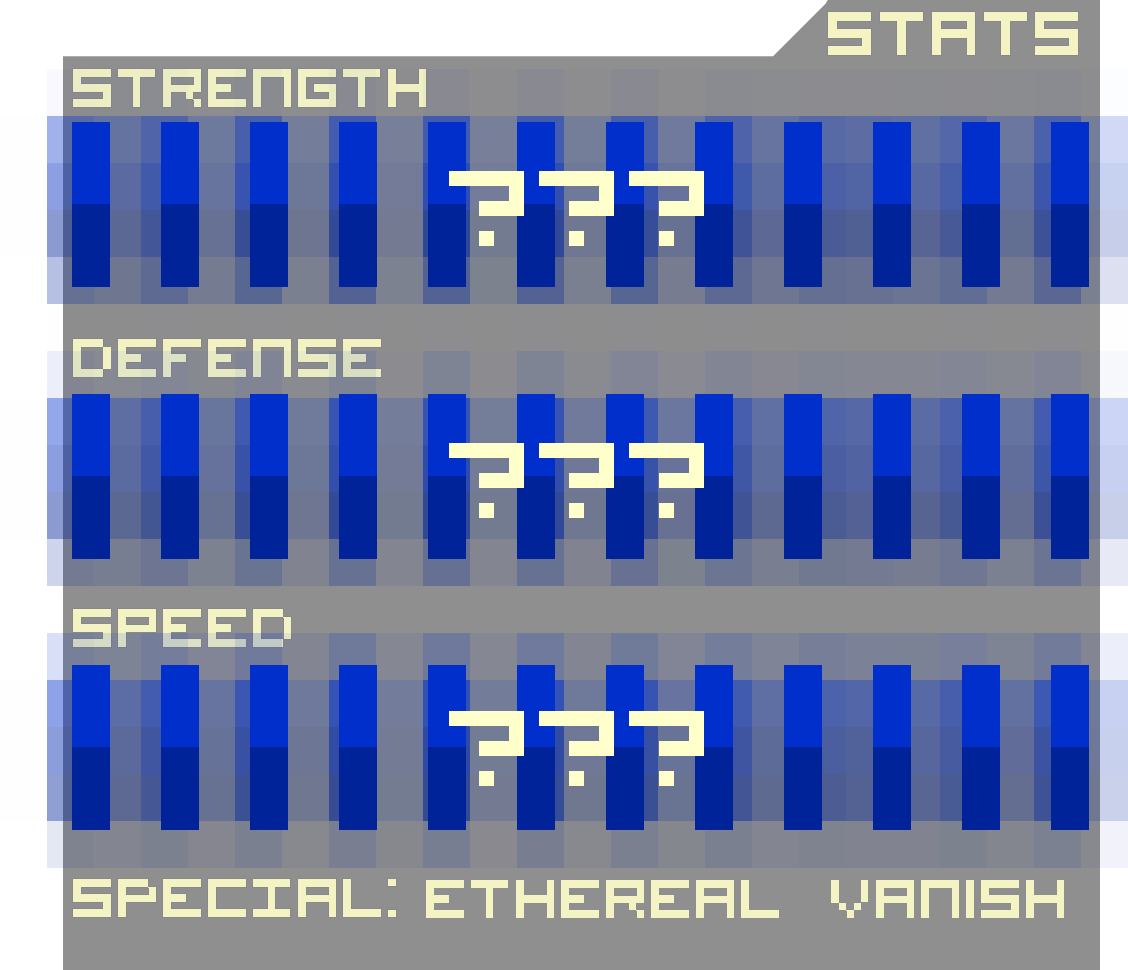 STATS
STRENGTH
???
DEFENSE
???
SPEED
???
SPECIAL: ETHEREAL VANISH